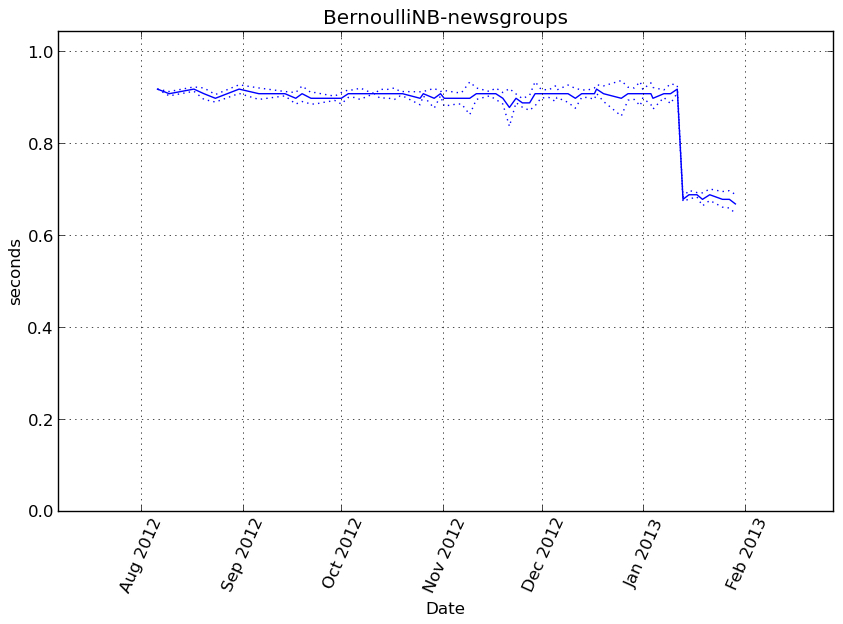 BernoulliNB-newsgroups
1.0
0.8
0.6
0.4
0.2
0.0
seconds
Aug 2012
Sep 2012
Oct 2012
Nov 2012
Dec 2012
Jan 2013
Feb 2013
Date